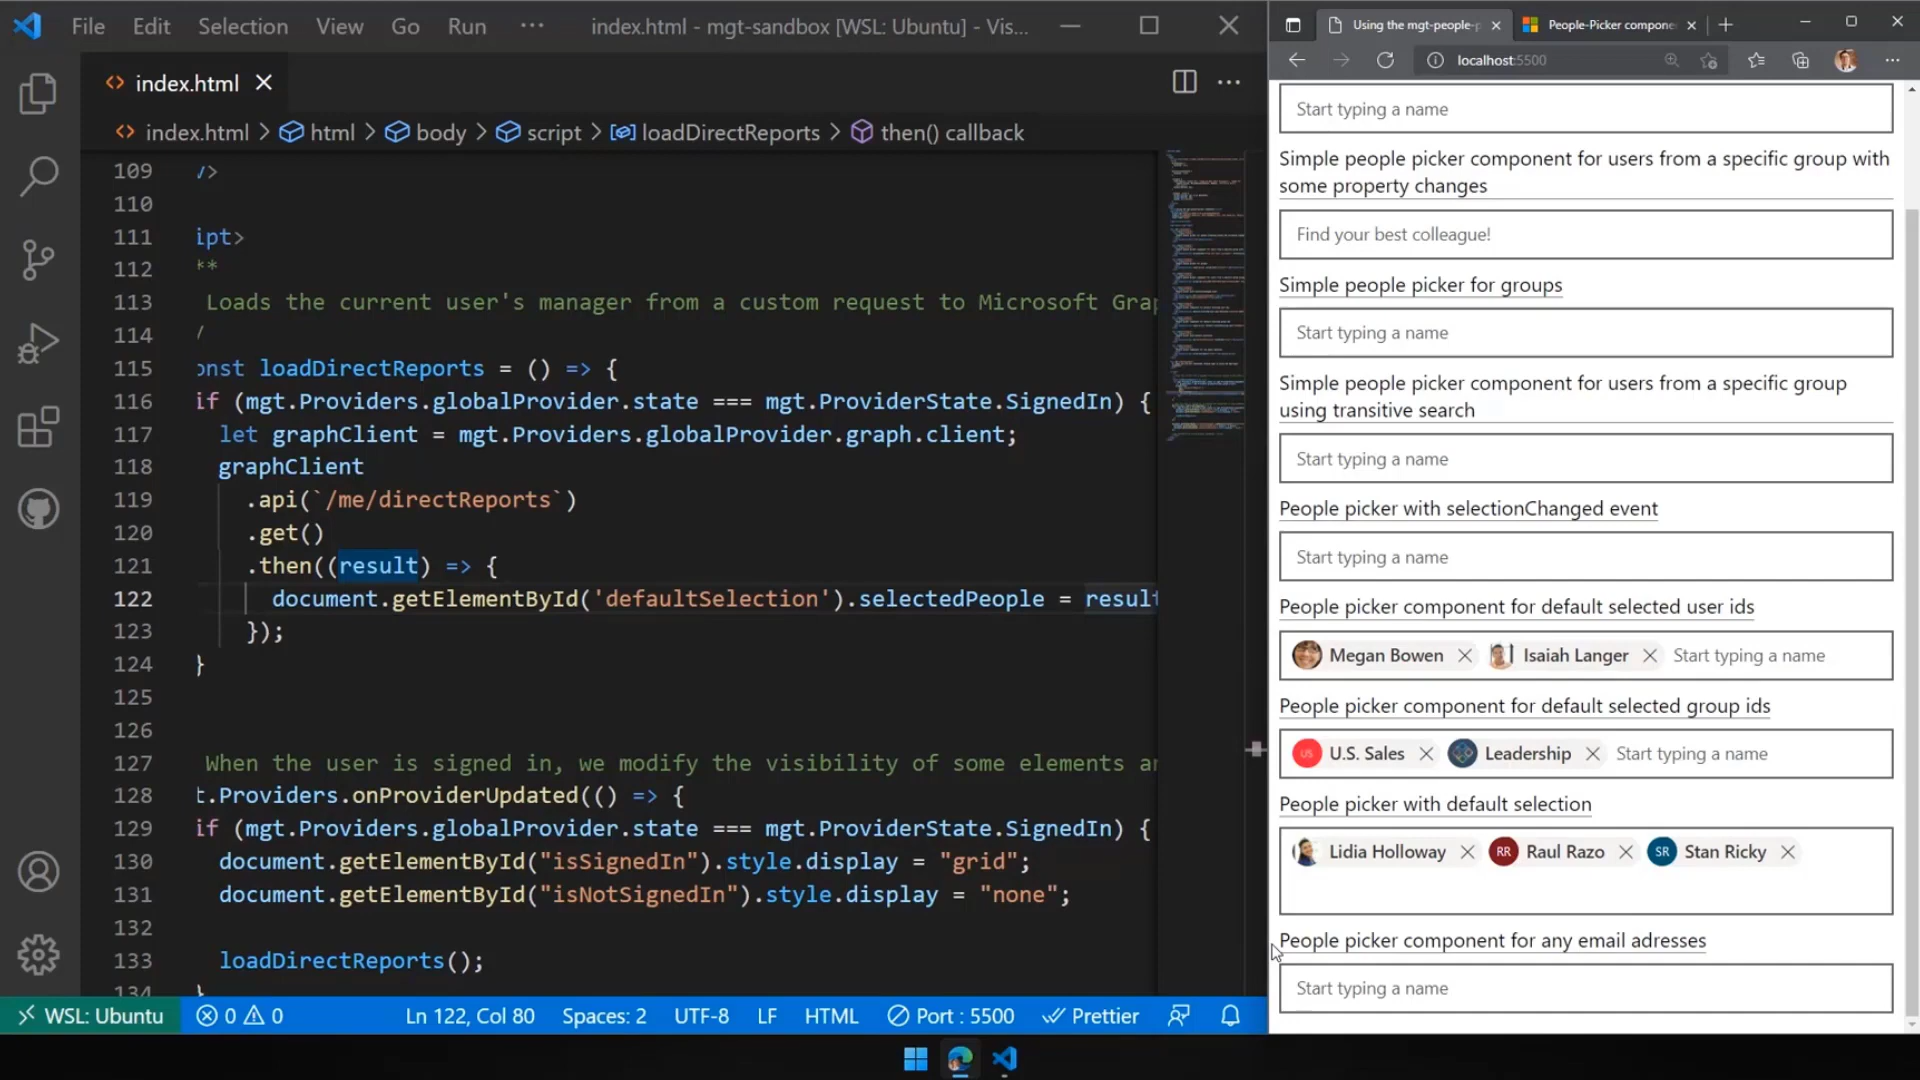 File Edit Selection View Go Run ··· index.html - mgt-sandbox [WSL: Ubuntu] - Vis...
index.html
index.html > html > body > script > loadDirectReports > then() callback
109 />
110
111 ipt>
112 **
113 Loads the current user's manager from a custom request to Microsoft Grap
114 /
115 onst loadDirectReports = () => {
116 if (mgt.Providers.globalProvider.state === mgt.ProviderState.SignedIn) {
117 let graphClient = mgt.Providers.globalProvider.graph.client;
118 graphClient
119 .api(`/me/directReports`)
120 .get()
121 .then((result) => {
122 document.getElementById('defaultSelection').selectedPeople = result
123 });
124 }
125
126
127 When the user is signed in, we modify the visibility of some elements an
128 t.Providers.onProviderUpdated(() => {
129 if (mgt.Providers.globalProvider.state === mgt.ProviderState.SignedIn) {
130 document.getElementById("isSignedIn").style.display = "grid";
131 document.getElementById("isNotSignedIn").style.display = "none";
132
133 loadDirectReports();
134 }
WSL: Ubuntu 0 0 Ln 122, Col 80 Spaces: 2 UTF-8 LF HTML Port : 5500 Prettier
Using the mgt-people-p People-Picker compone
localhost:5500
Start typing a name
Simple people picker component for users from a specific group with
some property changes
Find your best colleague!
Simple people picker for groups
Start typing a name
Simple people picker component for users from a specific group
using transitive search
Start typing a name
People picker with selectionChanged event
Start typing a name
People picker component for default selected user ids
Megan Bowen Isaiah Langer Start typing a name
People picker component for default selected group ids
US U.S. Sales Leadership Start typing a name
People picker with default selection
Lidia Holloway RR Raul Razo SR Stan Ricky
People picker component for any email adresses
Start typing a name